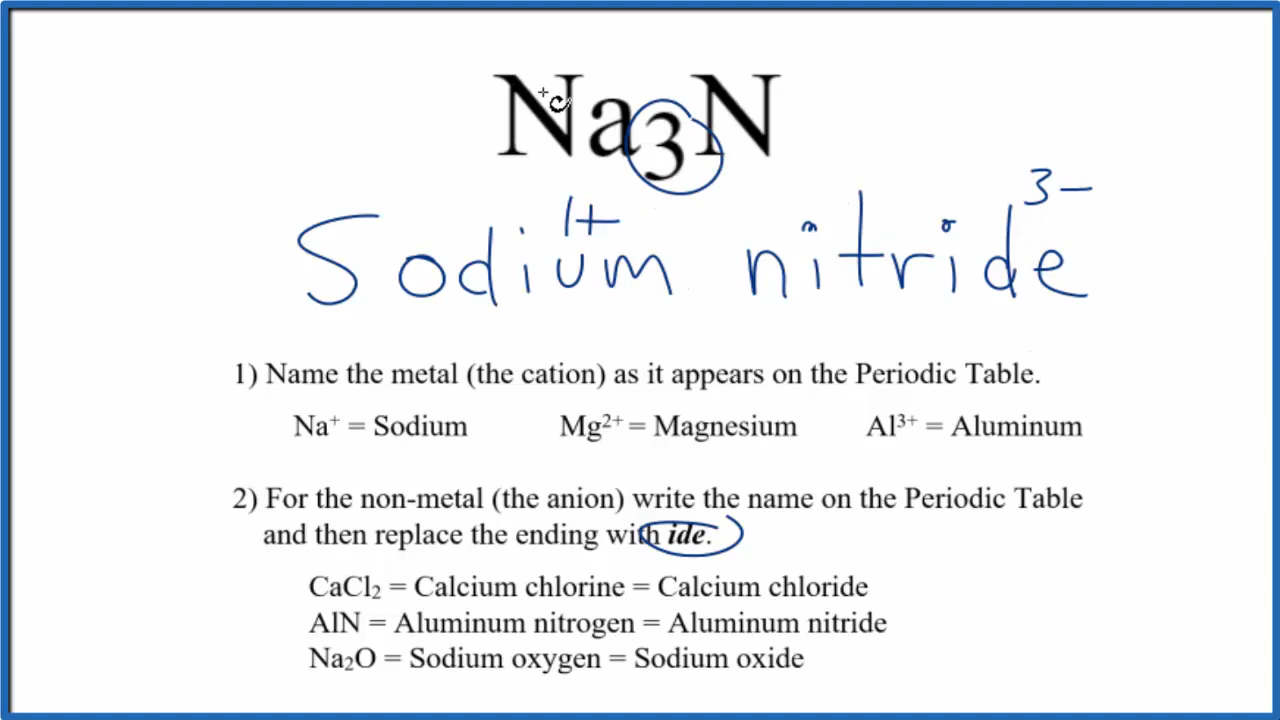 Na₃N
1+ 3−
Sodium nitride
1) Name the metal (the cation) as it appears on the Periodic Table.
Na⁺ = Sodium Mg²⁺ = Magnesium Al³⁺ = Aluminum
2) For the non-metal (the anion) write the name on the Periodic Table
and then replace the ending with ide.
CaCl₂ = Calcium chlorine = Calcium chloride
AlN = Aluminum nitrogen = Aluminum nitride
Na₂O = Sodium oxygen = Sodium oxide